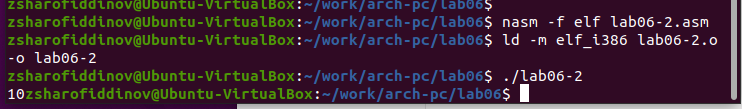 zsharofiddinov@Ubuntu-VirtualBox:~/work/arch-pc/lab06$
zsharofiddinov@Ubuntu-VirtualBox:~/work/arch-pc/lab06$ nasm -f elf lab06-2.asm
zsharofiddinov@Ubuntu-VirtualBox:~/work/arch-pc/lab06$ ld -m elf_i386 lab06-2.o
-o lab06-2
zsharofiddinov@Ubuntu-VirtualBox:~/work/arch-pc/lab06$ ./lab06-2
10zsharofiddinov@Ubuntu-VirtualBox:~/work/arch-pc/lab06$